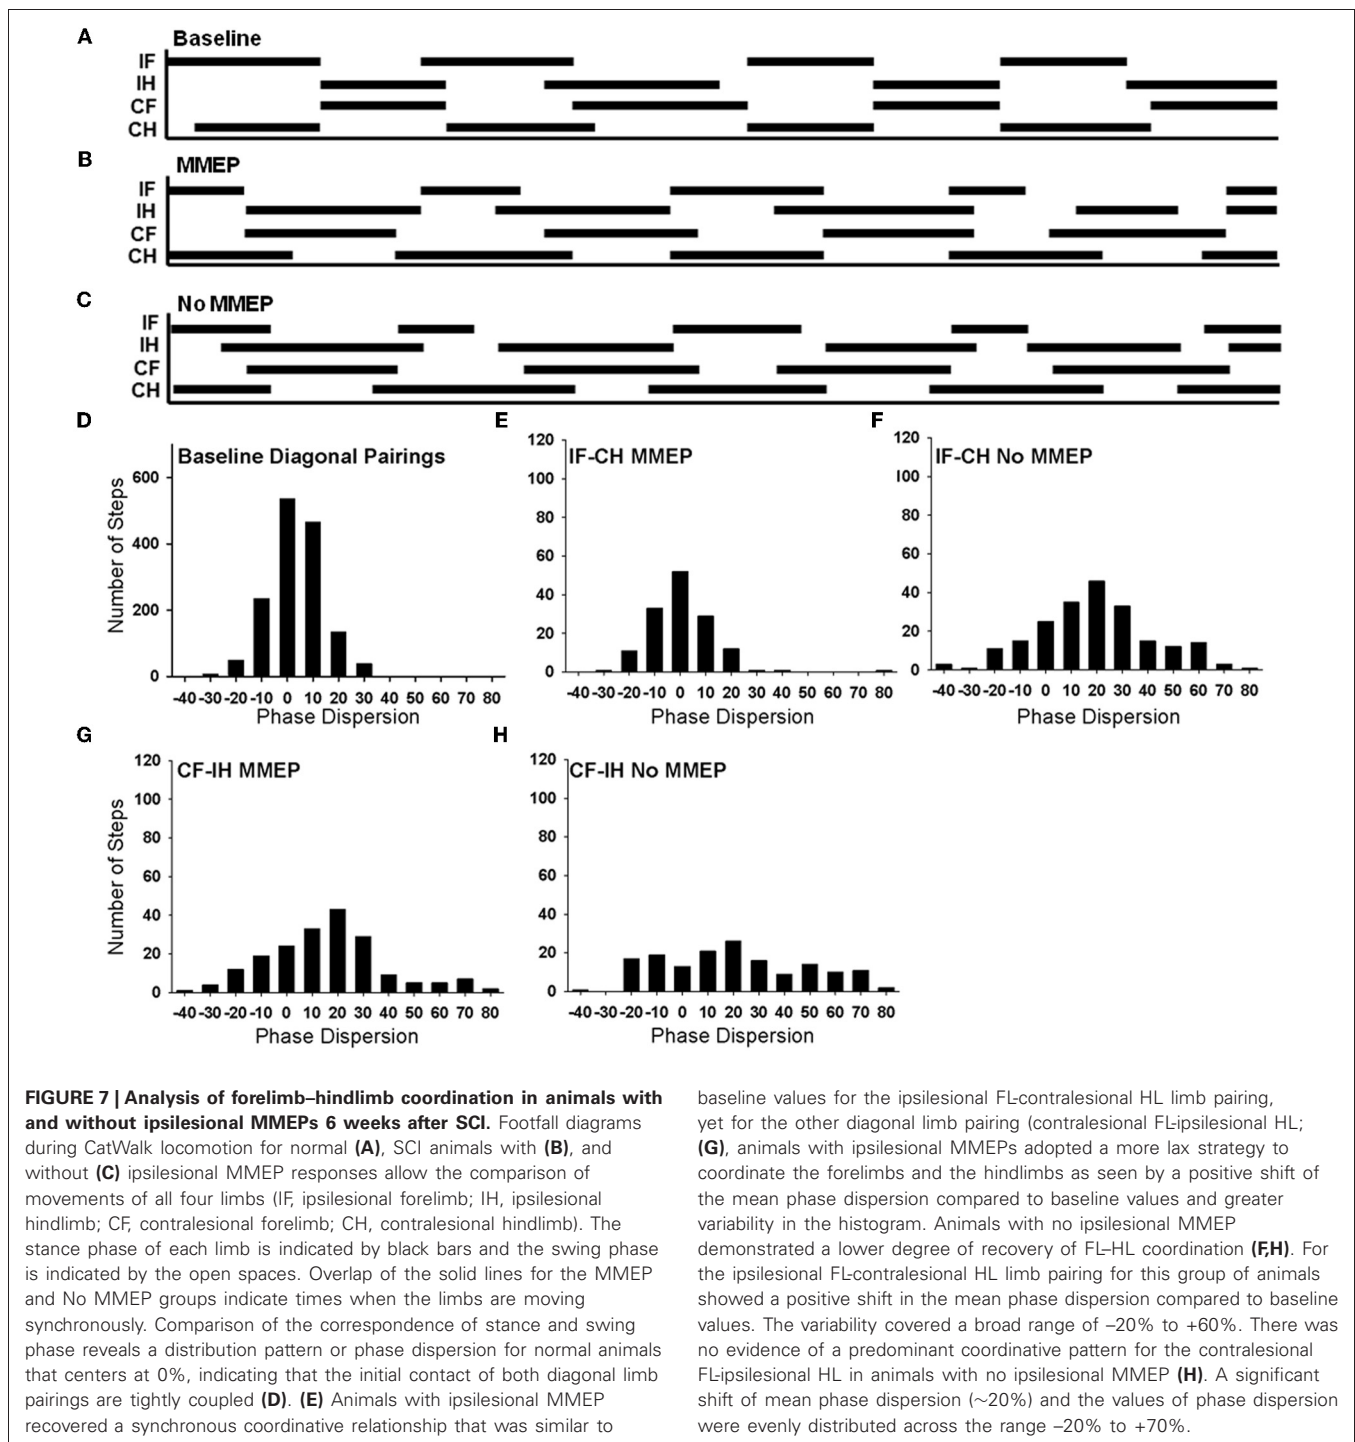 A
Baseline
IF
IH
CF
CH
B
MMEP
IF
IH
CF
CH
C
No MMEP
IF
IH
CF
CH
D
Baseline Diagonal Pairings
Number of Steps
600
400
200
0
-40 -30 -20 -10 0 10 20 30 40 50 60 70 80
Phase Dispersion
E
IF-CH MMEP
120
100
80
60
40
20
0
-40 -30 -20 -10 0 10 20 30 40 50 60 70 80
Phase Dispersion
F
IF-CH No MMEP
120
100
80
60
40
20
0
-40 -30 -20 -10 0 10 20 30 40 50 60 70 80
Phase Dispersion
G
CF-IH MMEP
Number of Steps
120
100
80
60
40
20
0
-40 -30 -20 -10 0 10 20 30 40 50 60 70 80
Phase Dispersion
H
CF-IH No MMEP
120
100
80
60
40
20
0
-40 -30 -20 -10 0 10 20 30 40 50 60 70 80
Phase Dispersion
FIGURE 7 | Analysis of forelimb–hindlimb coordination in animals with
and without ipsilesional MMEPs 6 weeks after SCI. Footfall diagrams
during CatWalk locomotion for normal (A), SCI animals with (B), and
without (C) ipsilesional MMEP responses allow the comparison of
movements of all four limbs (IF, ipsilesional forelimb; IH, ipsilesional
hindlimb; CF, contralesional forelimb; CH, contralesional hindlimb). The
stance phase of each limb is indicated by black bars and the swing phase
is indicated by the open spaces. Overlap of the solid lines for the MMEP
and No MMEP groups indicate times when the limbs are moving
synchronously. Comparison of the correspondence of stance and swing
phase reveals a distribution pattern or phase dispersion for normal animals
that centers at 0%, indicating that the initial contact of both diagonal limb
pairings are tightly coupled (D). (E) Animals with ipsilesional MMEP
recovered a synchronous coordinative relationship that was similar to
baseline values for the ipsilesional FL-contralesional HL limb pairing,
yet for the other diagonal limb pairing (contralesional FL-ipsilesional HL;
(G), animals with ipsilesional MMEPs adopted a more lax strategy to
coordinate the forelimbs and the hindlimbs as seen by a positive shift of
the mean phase dispersion compared to baseline values and greater
variability in the histogram. Animals with no ipsilesional MMEP
demonstrated a lower degree of recovery of FL–HL coordination (F,H). For
the ipsilesional FL-contralesional HL limb pairing for this group of animals
showed a positive shift in the mean phase dispersion compared to baseline
values. The variability covered a broad range of –20% to +60%. There was
no evidence of a predominant coordinative pattern for the contralesional
FL-ipsilesional HL in animals with no ipsilesional MMEP (H). A significant
shift of mean phase dispersion (∼20%) and the values of phase dispersion
were evenly distributed across the range –20% to +70%.